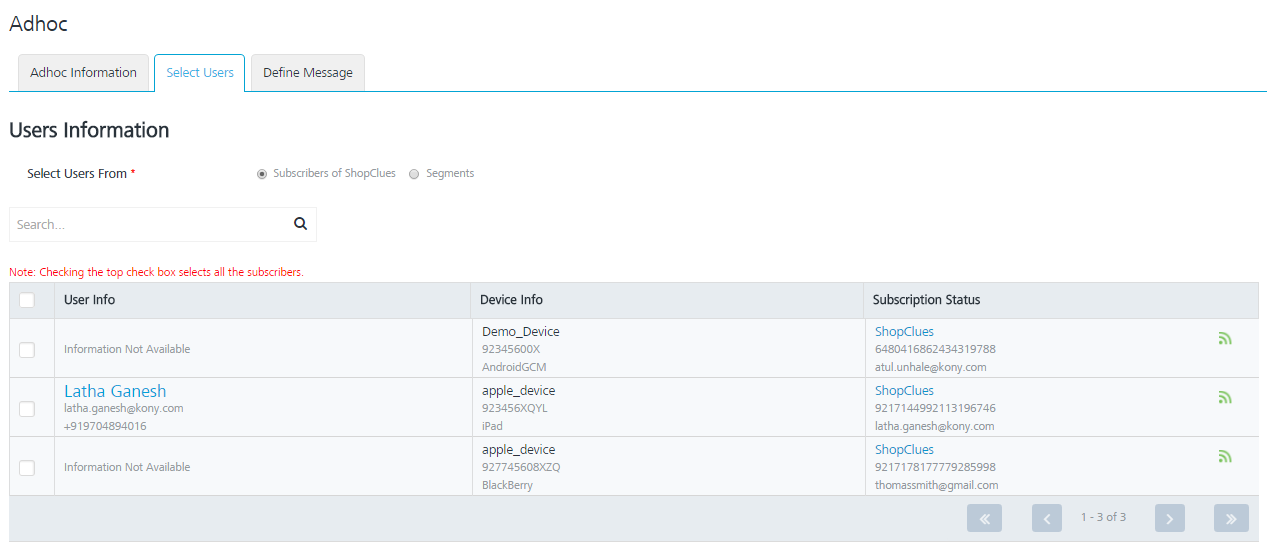 Adhoc
Adhoc Information Select Users Define Message
Users Information
Select Users From * Subscribers of ShopClues Segments
Search...
Note: Checking the top check box selects all the subscribers.
User Info Device Info Subscription Status
Information Not Available
Demo_Device
92345600X
AndroidGCM
ShopClues
6480416862434319788
atul.unhale@kony.com
Latha Ganesh
latha.ganesh@kony.com
+919704894016
apple_device
923456XQYL
iPad
ShopClues
9217144992113196746
latha.ganesh@kony.com
Information Not Available
apple_device
927745608XZQ
BlackBerry
ShopClues
9217178177779285998
thomassmith@gmail.com
1 - 3 of 3